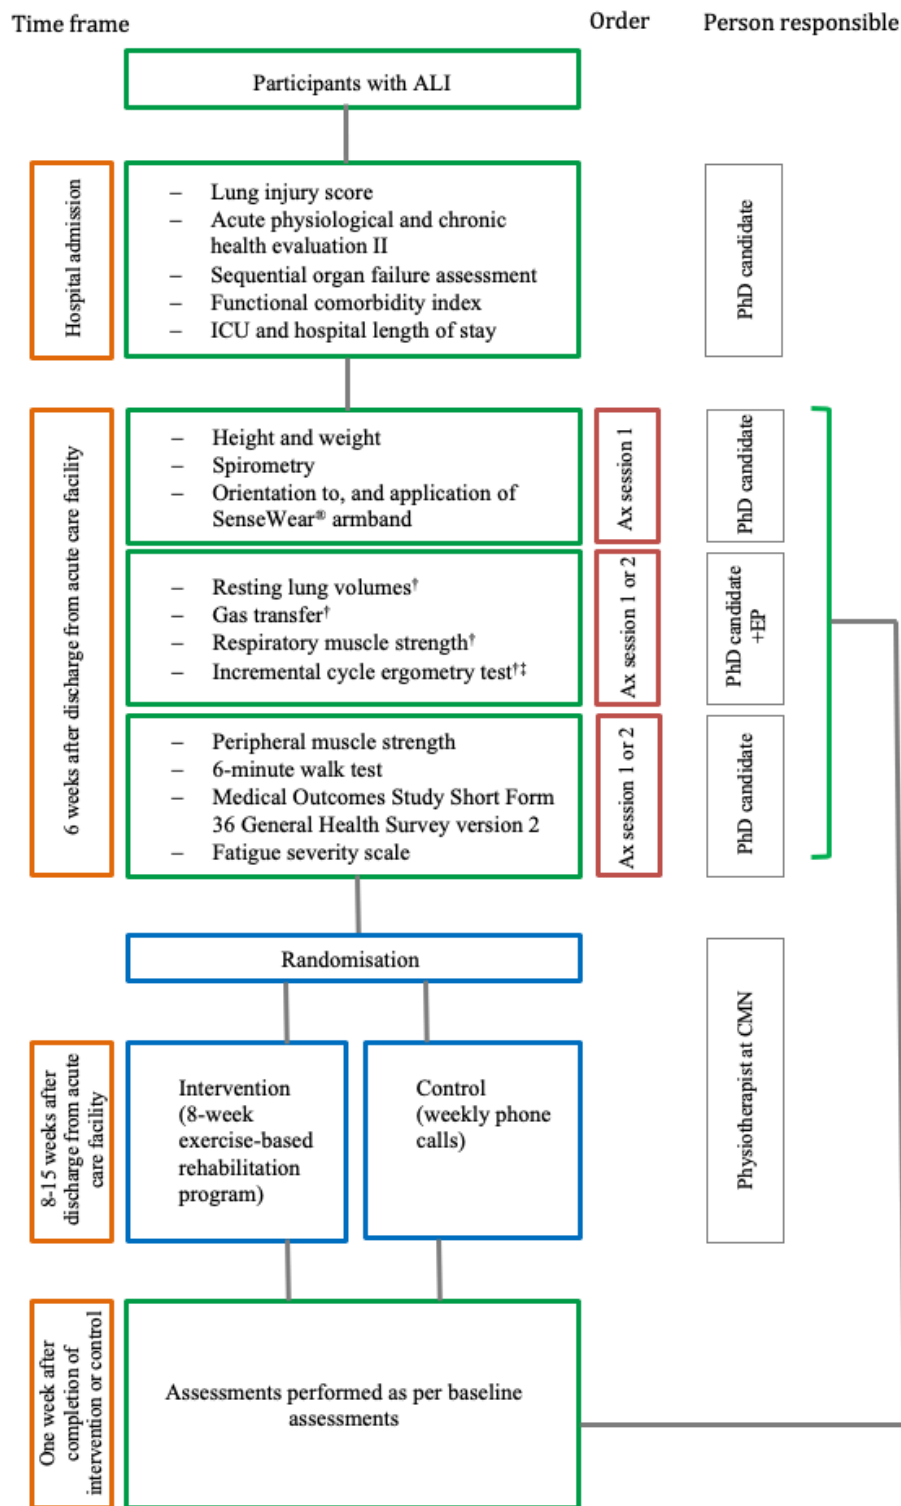 Time frame
Order
Person responsible
Participants with ALI
Hospital admission
– Lung injury score
– Acute physiological and chronic
health evaluation II
– Sequential organ failure assessment
– Functional comorbidity index
– ICU and hospital length of stay
PhD candidate
6 weeks after discharge from acute care facility
– Height and weight
– Spirometry
– Orientation to, and application of
SenseWear® armband
Ax session 1
PhD candidate
– Resting lung volumes†
– Gas transfer†
– Respiratory muscle strength†
– Incremental cycle ergometry test†‡
Ax session 1 or 2
PhD candidate
+EP
– Peripheral muscle strength
– 6-minute walk test
– Medical Outcomes Study Short Form
36 General Health Survey version 2
– Fatigue severity scale
Ax session 1 or 2
PhD candidate
Randomisation
8-15 weeks after
discharge from acute
care facility
Intervention
(8-week
exercise-based
rehabilitation
program)
Control
(weekly phone
calls)
Physiotherapist at CMN
One week after
completion of
intervention or control
Assessments performed as per baseline
assessments